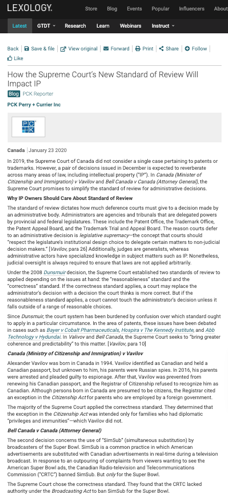 LEXOLOGY.
Store Blog Events Popular Influencers About
Latest GTDT Research Learn Webinars Instruct
Back Save & file View original Forward Print Share Follow
Like
How the Supreme Court's New Standard of Review Will
Impact IP
Blog PCK Reporter
PCK Perry + Currier Inc
PCK
Canada | January 23 2020
In 2019, the Supreme Court of Canada did not consider a single case pertaining to patents or
trademarks. However, a pair of decisions issued in December is expected to reverberate
across many areas of law, including intellectual property ("IP"). In Canada (Minister of
Citizenship and Immigration) v Vavilov and Bell Canada v Canada (Attorney General), the
Supreme Court promises to simplify the standard of review for administrative decisions.
Why IP Owners Should Care About Standard of Review
The standard of review dictates how much deference courts must give to a decision made by
an administrative body. Administrators are agencies and tribunals that are delegated powers
by provincial and federal legislatures. These include the Patent Office, the Trademark Office,
the Patent Appeal Board, and the Trademark Trial and Appeal Board. The reason courts defer
to an administrative decision is legislative supremacy—the concept that courts should
"respect the legislature's institutional design choice to delegate certain matters to non-judicial
decision makers." [Vavilov, para 26] Additionally, judges are generalists, whereas
administrative actors have specialized knowledge in subject matters such as IP. Nonetheless,
judicial oversight is always required to ensure that laws are not applied arbitrarily.
Under the 2008 Dunsmuir decision, the Supreme Court established two standards of review to
applied depending on the issues at hand: the "reasonableness" standard and the
"correctness" standard. If the correctness standard applies, a court may replace the
administrator's decision with a decision the court thinks is more correct. But if the
reasonableness standard applies, a court cannot touch the administrator's decision unless it
falls outside of a range of reasonable choices.
Since Dunsmuir, the court system has been burdened by confusion over which standard ought
to apply in a particular circumstance. In the area of patents, these issues have been debated
in cases such as Bayer v Cobalt Pharmaceuticals, Hospira v The Kennedy Institute, and AID
Technology v Hydundai. In Vavilov and Bell Canada, the Supreme Court seeks to "bring greater
coherence and predictability" to this matter. [Vavilov, para 10]
Canada (Ministry of Citizenship and Immigration) v Vavilov
Alexander Vavilov was born in Canada in 1994. Vavilov identified as Canadian and held a
Canadian passport, but unknown to him, his parents were Russian spies. In 2016, his parents
were arrested and pleaded guilty to espionage. After that, Vavilov was prevented from
renewing his Canadian passport, and the Registrar of Citizenship refused to recognize him as
Canadian. Although persons born in Canada are presumed to be citizens, the Registrar cited
an exception in the Citizenship Act for parents who are employed by a foreign government.
The majority of the Supreme Court applied the correctness standard. They determined that
the exception in the Citizenship Act was intended only for families who had diplomatic
"privileges and immunities"—which Vavilov did not.
Bell Canada v Canada (Attorney General)
The second decision concerns the use of "SimSub" (simultaneous substitution) by
broadcasters of the Super Bowl. SimSub is a common practice in which American
advertisements are substituted with Canadian advertisements in real-time during a television
broadcast. In response to an outpouring of complaints from viewers wanting to see the
American Super Bowl ads, the Canadian Radio-television and Telecommunications
Commission ("CRTC") banned SimSub. But only for the Super Bowl.
The Supreme Court chose the correctness standard. They found that the CRTC lacked
authority under the Broadcasting Act to ban SimSub for the Super Bowl.